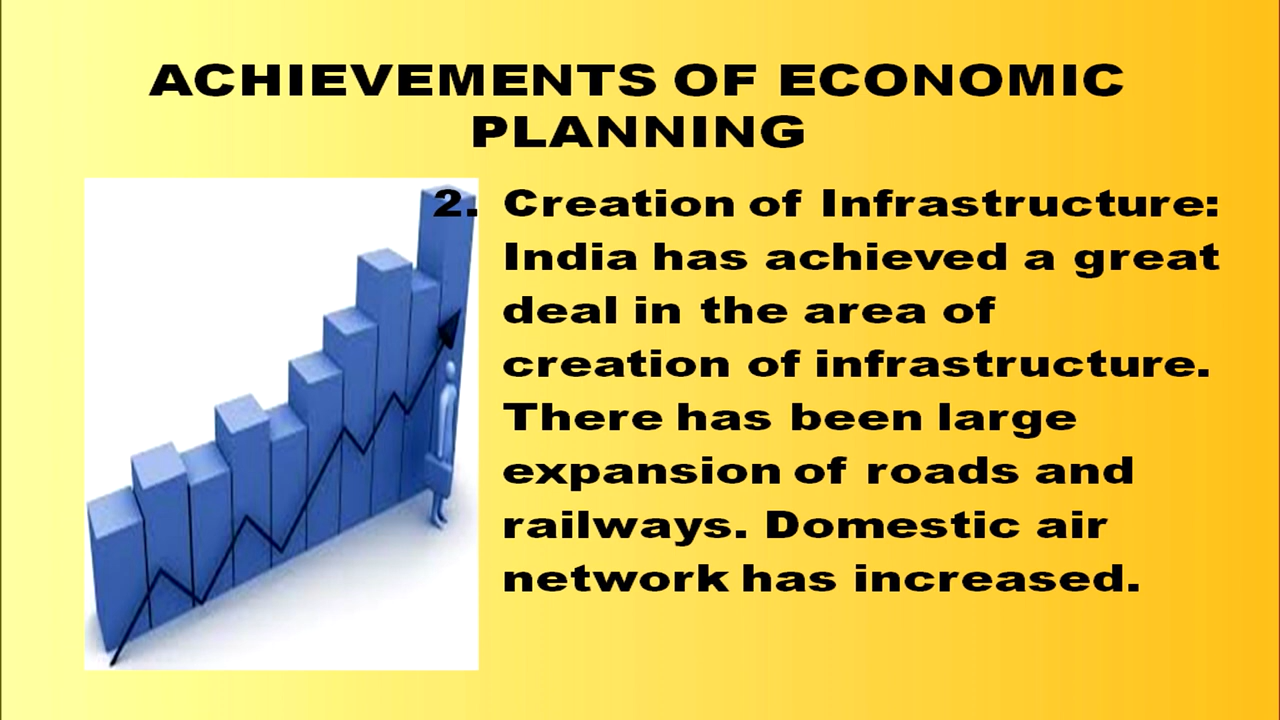 ACHIEVEMENTS OF ECONOMIC
PLANNING
2. Creation of Infrastructure:
India has achieved a great
deal in the area of
creation of infrastructure.
There has been large
expansion of roads and
railways. Domestic air
network has increased.